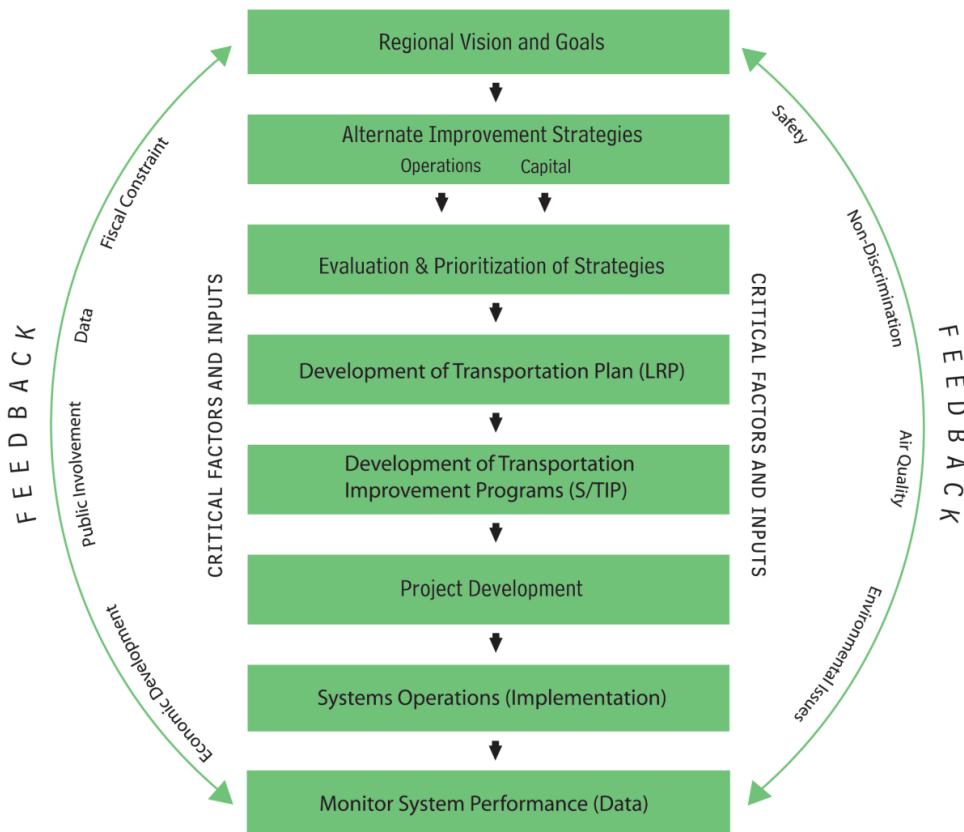 Regional Vision and Goals
Alternate Improvement Strategies
Operations
Capital
Evaluation & Prioritization of Strategies
Development of Transportation Plan (LRP)
Development of Transportation
Improvement Programs (S/TIP)
Project Development
Systems Operations (Implementation)
Monitor System Performance (Data)
FEEDBACK
Fiscal Constraint
Data
Public Involvement
Economic Development
CRITICAL FACTORS AND INPUTS
CRITICAL FACTORS AND INPUTS
Safety
Non-Discrimination
Air Quality
Environmental Issues
FEEDBACK